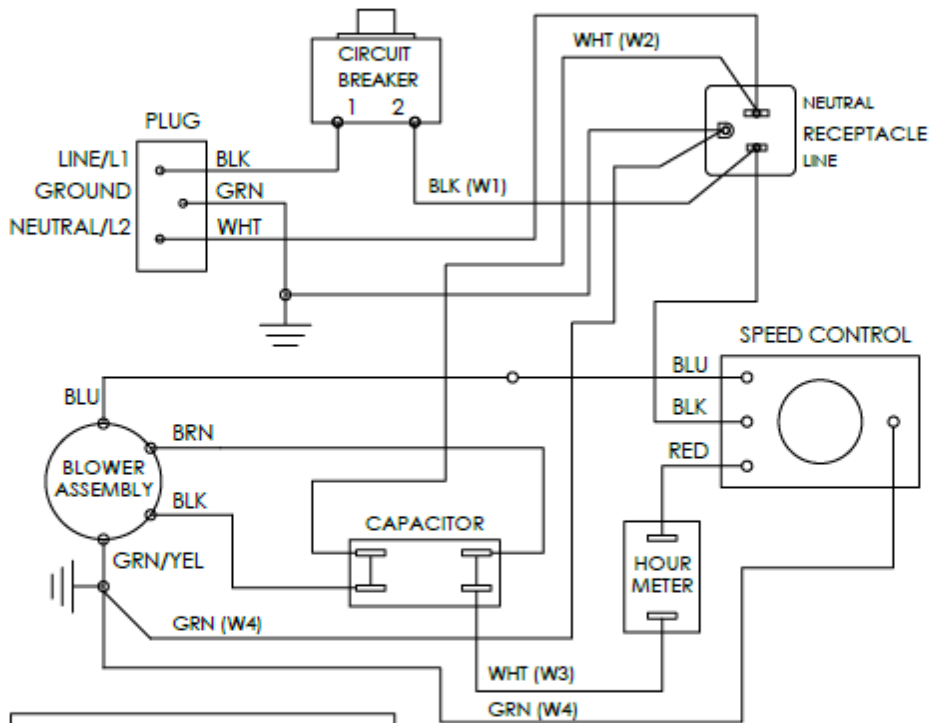 WHT (W2)
CIRCUIT
BREAKER
1 2
NEUTRAL
RECEPTACLE
LINE
PLUG
LINE/L1
BLK
GROUND
GRN
BLK (W1)
NEUTRAL/L2
WHT
SPEED CONTROL
BLU
BLU
BLK
BRN
RED
BLOWER
ASSEMBLY
BLK
CAPACITOR
HOUR
METER
GRN/YEL
GRN (W4)
WHT (W3)
GRN (W4)